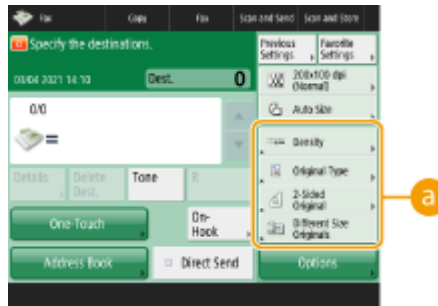 Fax Copy Fax Scan and Send Scan and Store
Specify the destinations.
Previous Settings
Favorite Settings
03/04 2021 14:10 Dest. 0
200x100 dpi
(Normal)
0/0
Auto Size
=
Density
Original Type
Details Delete Dest. Tone R
2-Sided
Original
a
One-Touch
On-
Hook
Different Size
Originals
Address Book Direct Send Options